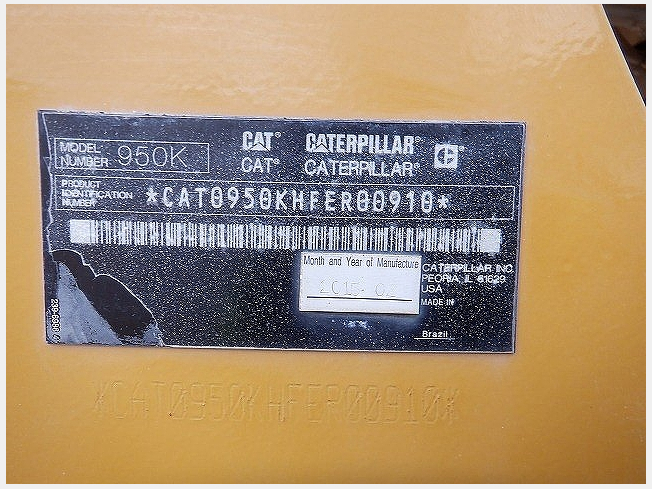 MODEL NUMBER 950K
CAT® CATERPILLAR®
CAT® CATERPILLAR®
PRODUCT IDENTIFICATION NUMBER *CAT0950KHFER00910*
Month and Year of Manufacture
CATERPILLAR INC.
PEORIA, IL 61629
USA
MADE IN
Brazil
*CAT0950KHFER00910*